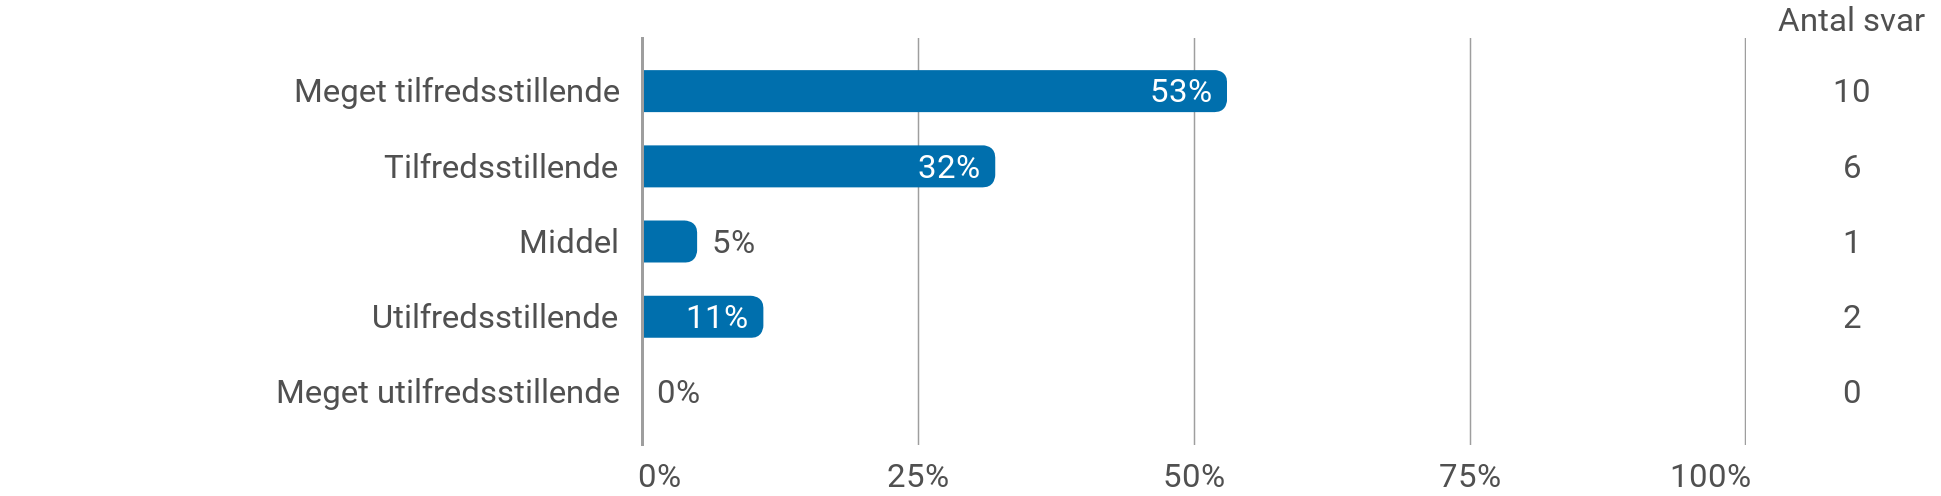 Antal svar
Meget tilfredsstillende 53% 10
Tilfredsstillende 32% 6
Middel 5% 1
Utilfredsstillende 11% 2
Meget utilfredsstillende 0% 0
0% 25% 50% 75% 100%